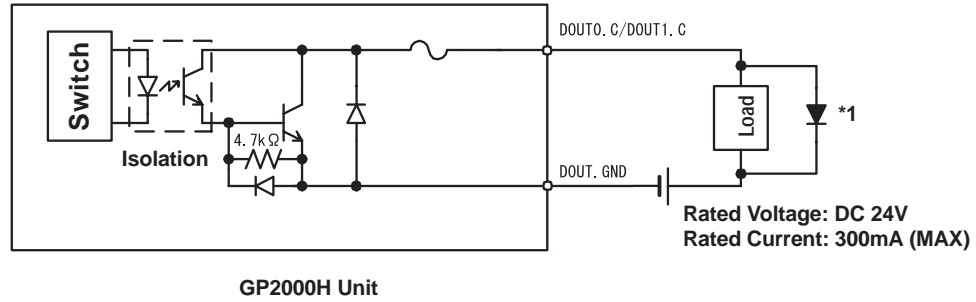 DOUT0.C/DOUT1.C
Switch
Isolation
4.7kΩ
Load
*1
DOUT.GND
Rated Voltage: DC 24V
Rated Current: 300mA (MAX)
GP2000H Unit